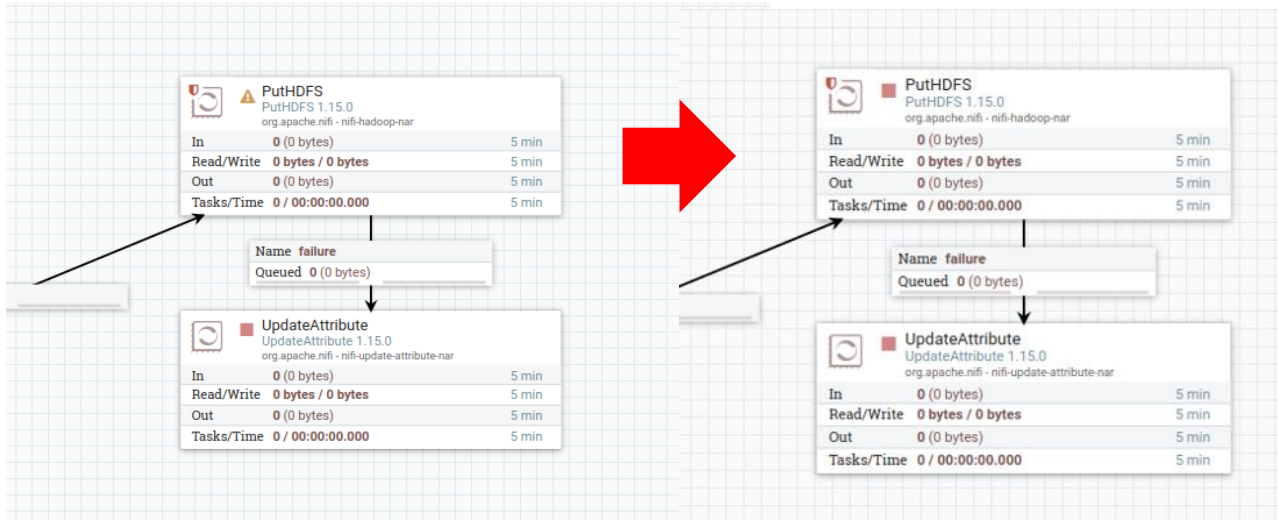 PutHDFS
PutHDFS 1.15.0
org.apache.nifi - nifi-hadoop-nar
In 0 (0 bytes) 5 min
Read/Write 0 bytes / 0 bytes 5 min
Out 0 (0 bytes) 5 min
Tasks/Time 0 / 00:00:00.000 5 min
Name failure
Queued 0 (0 bytes)
UpdateAttribute
UpdateAttribute 1.15.0
org.apache.nifi - nifi-update-attribute-nar
In 0 (0 bytes) 5 min
Read/Write 0 bytes / 0 bytes 5 min
Out 0 (0 bytes) 5 min
Tasks/Time 0 / 00:00:00.000 5 min
PutHDFS
PutHDFS 1.15.0
org.apache.nifi - nifi-hadoop-nar
In 0 (0 bytes) 5 min
Read/Write 0 bytes / 0 bytes 5 min
Out 0 (0 bytes) 5 min
Tasks/Time 0 / 00:00:00.000 5 min
Name failure
Queued 0 (0 bytes)
UpdateAttribute
UpdateAttribute 1.15.0
org.apache.nifi - nifi-update-attribute-nar
In 0 (0 bytes) 5 min
Read/Write 0 bytes / 0 bytes 5 min
Out 0 (0 bytes) 5 min
Tasks/Time 0 / 00:00:00.000 5 min